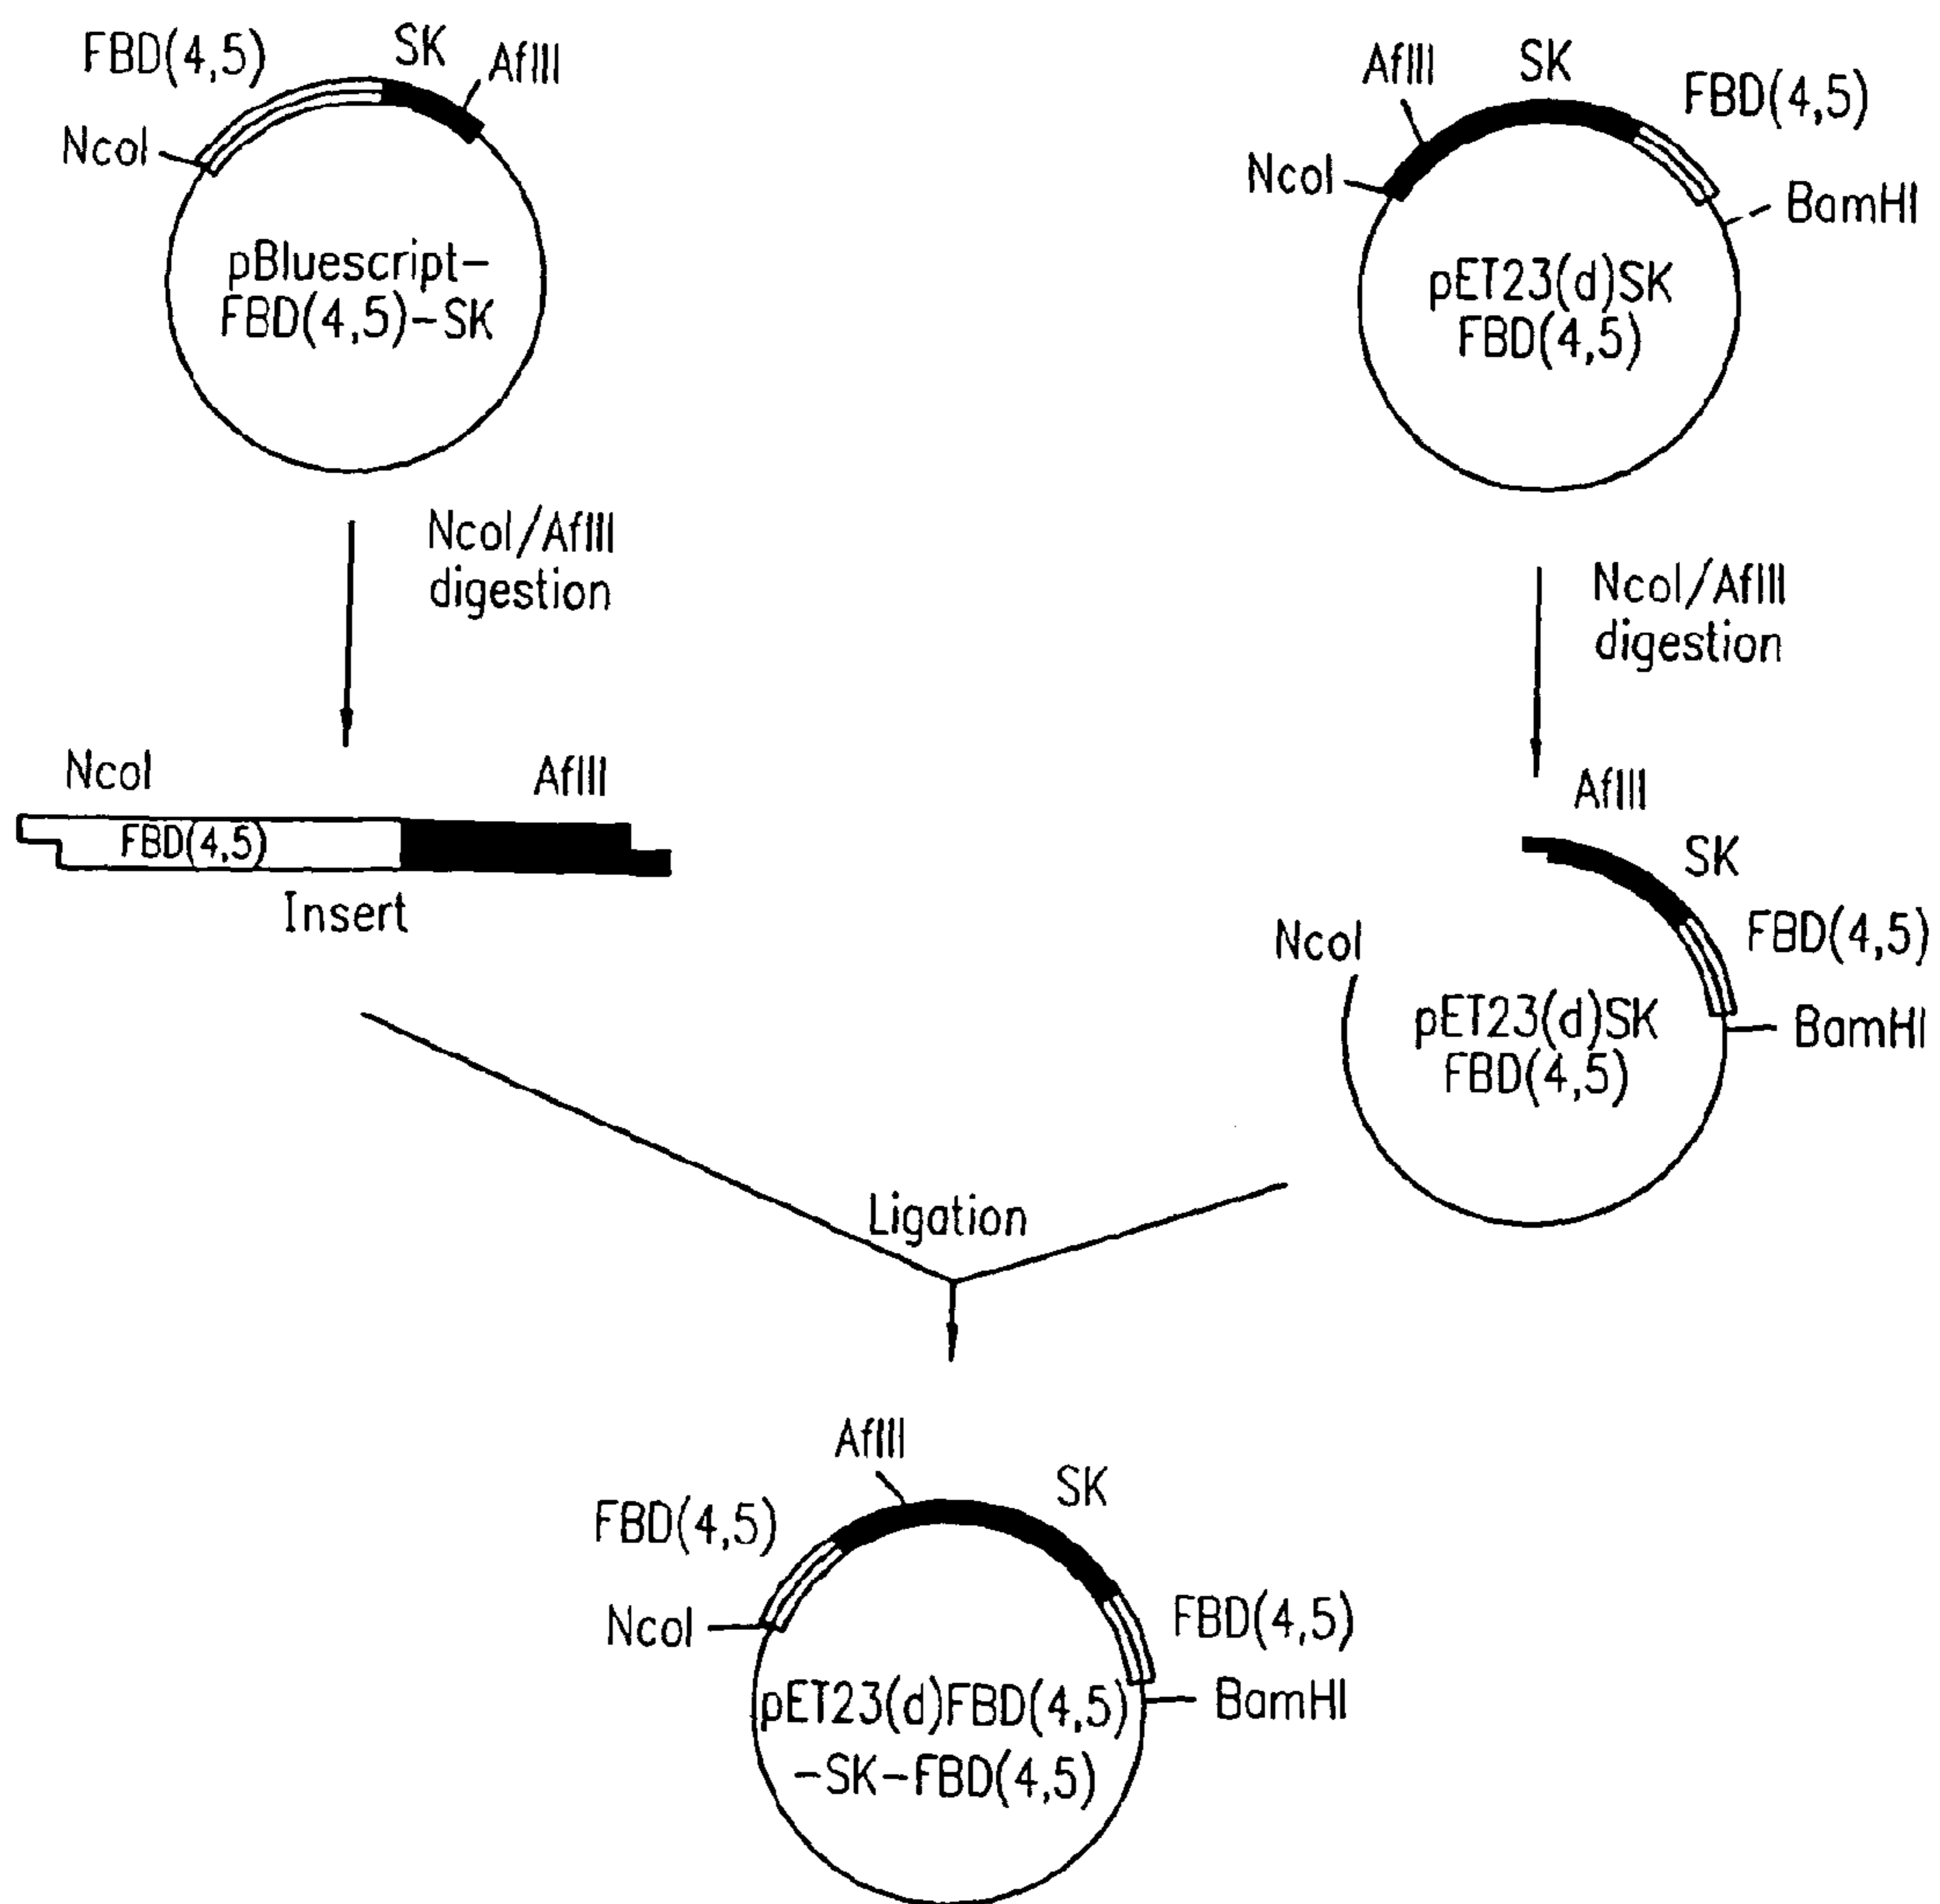 FBD(4,5)
SK
AflII
NcoI
pBluescript-
FBD(4,5)-SK
AflII
SK
FBD(4,5)
NcoI
BamHI
pET23(d)SK
FBD(4,5)
NcoI/AflII
digestion
NcoI/AflII
digestion
NcoI
AflII
FBD(4,5)
Insert
AflII
SK
FBD(4,5)
NcoI
pET23(d)SK
FBD(4,5)
BamHI
Ligation
AflII
SK
FBD(4,5)
NcoI
FBD(4,5)
BamHI
pET23(d)FBD(4,5)
-SK-FBD(4,5)